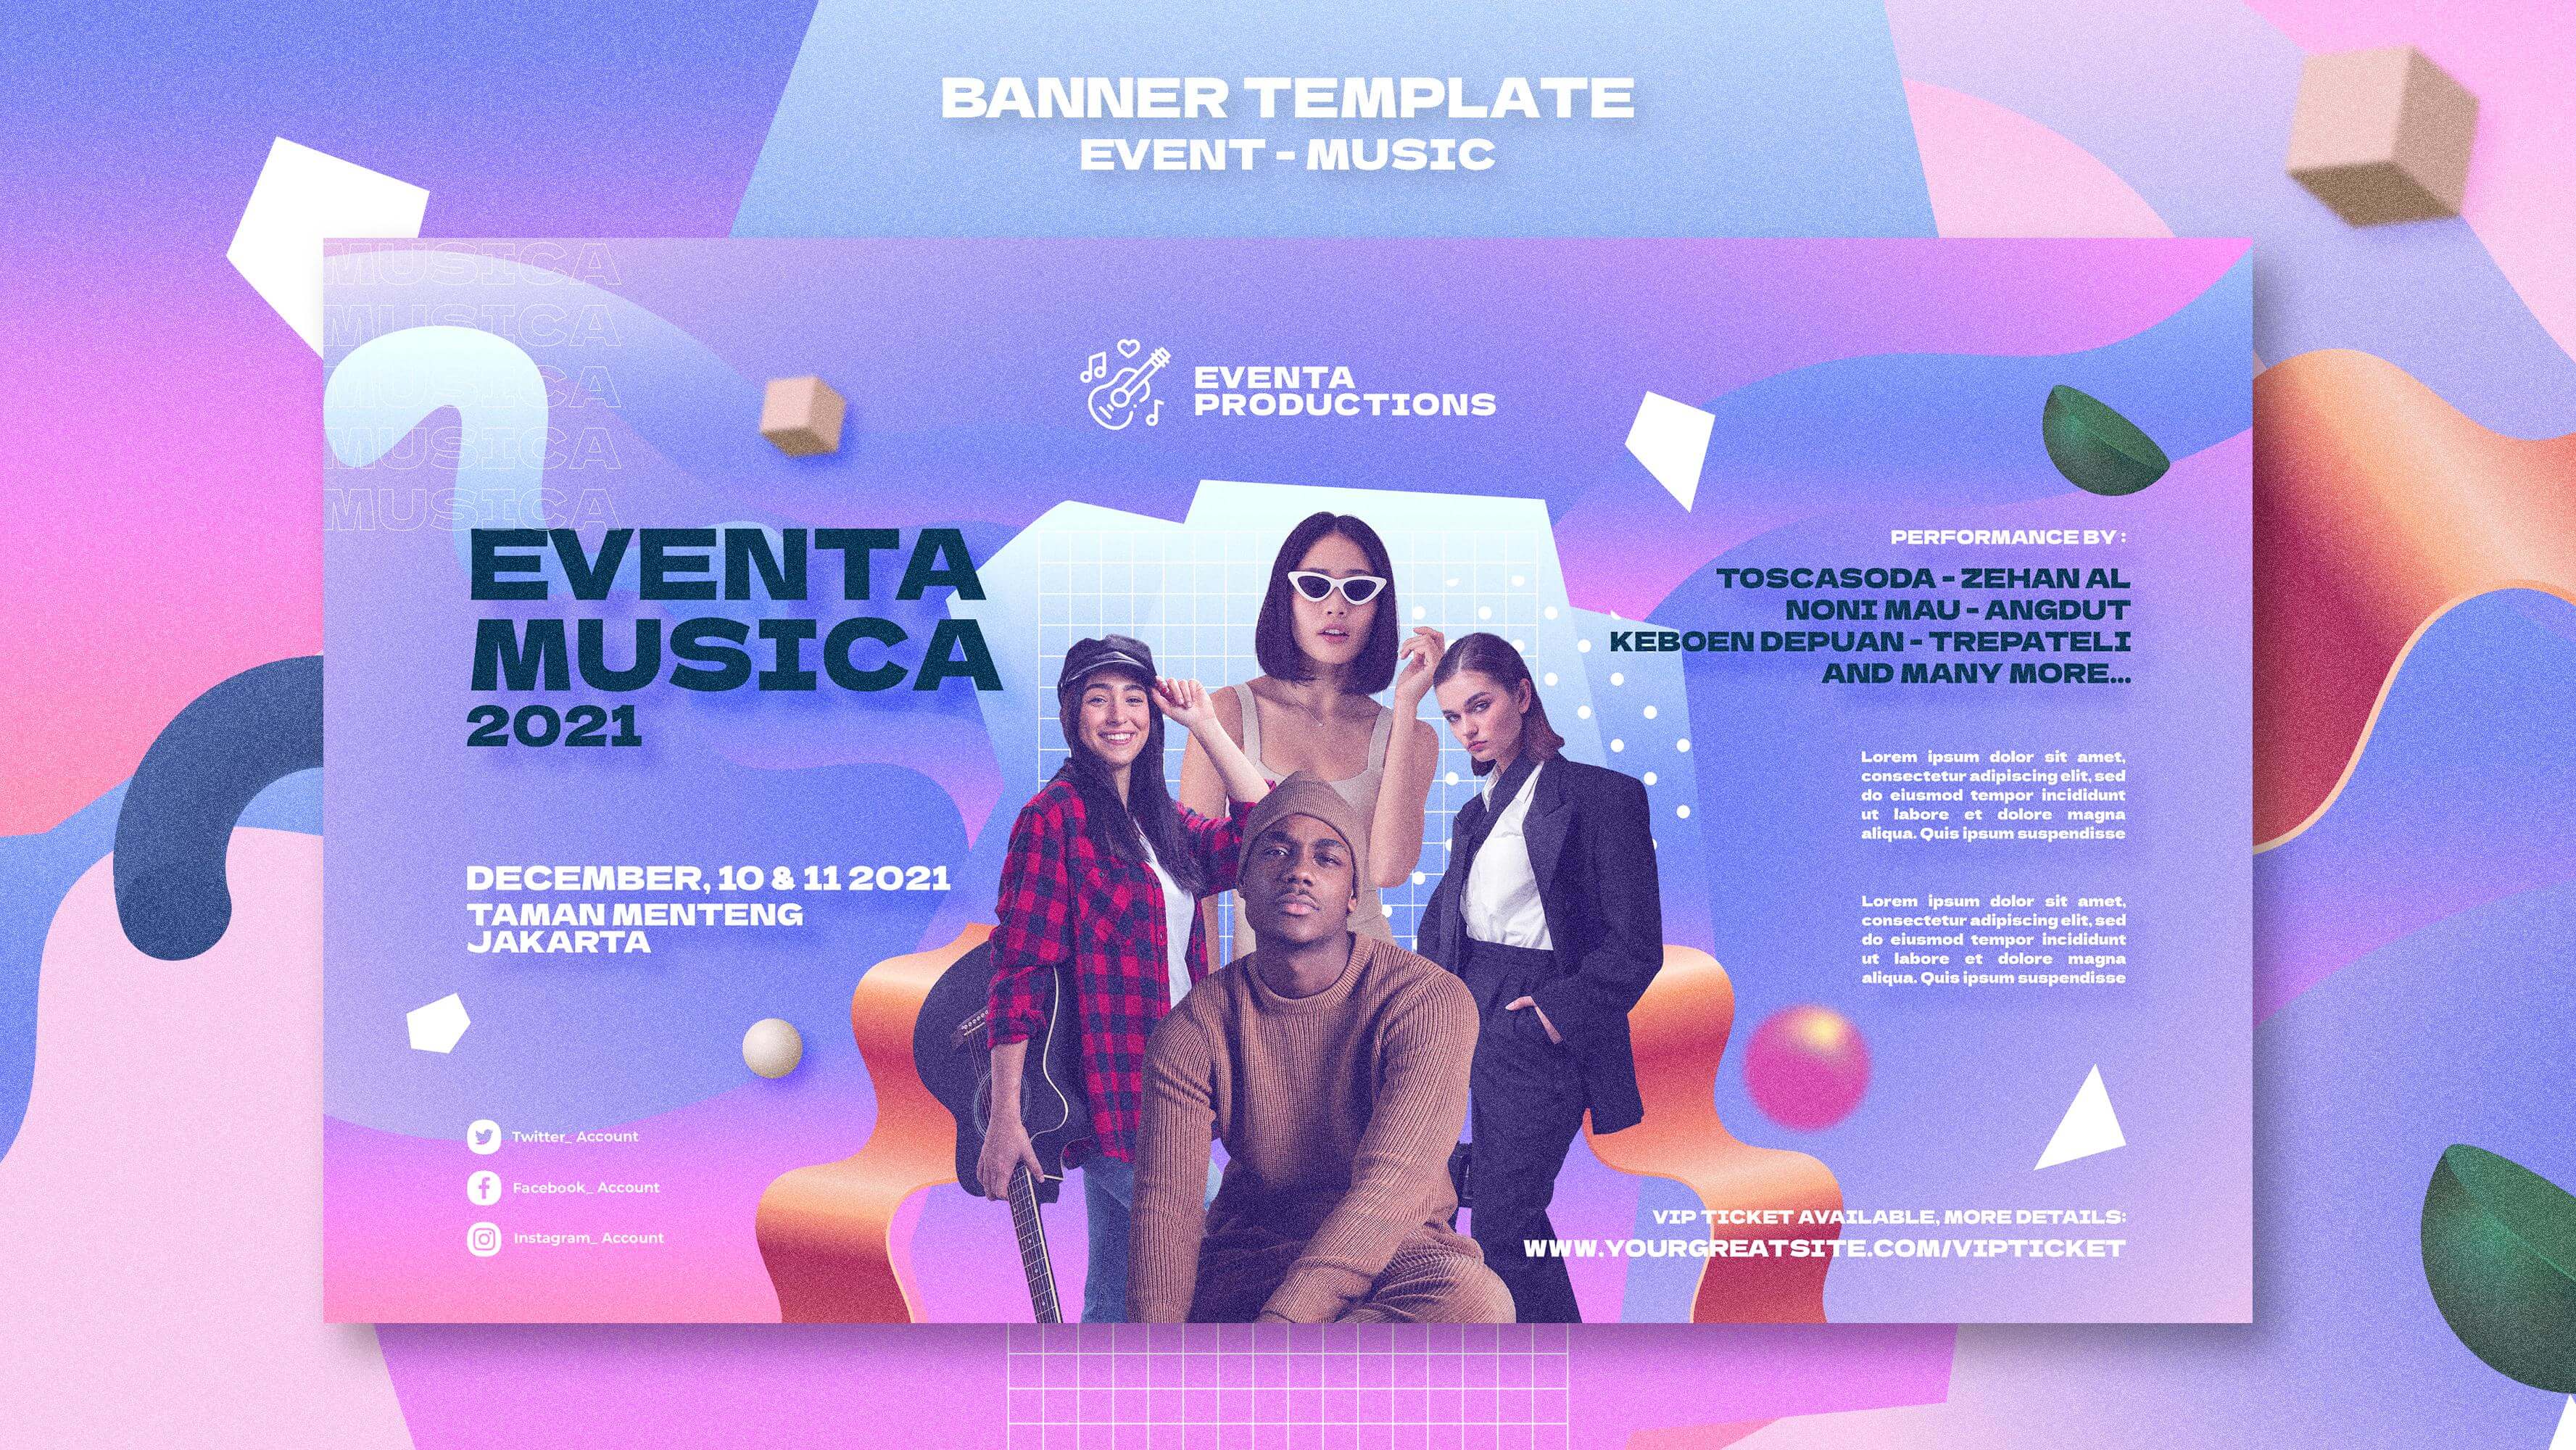 BANNER TEMPLATE
EVENT - MUSIC
MUSICA
MUSICA
MUSICA
MUSICA
MUSICA
EVENTA
PRODUCTIONS
EVENTA
MUSICA
2021
DECEMBER, 10 & 11 2021
TAMAN MENTENG
JAKARTA
Twitter_ Account
Facebook_ Account
Instagram_ Account
PERFORMANCE BY :
TOSCASODA - ZEHAN AL
NONI MAU - ANGDUT
KEBOEN DEPUAN - TREPATELI
AND MANY MORE...
Lorem ipsum dolor sit amet,
consectetur adipiscing elit, sed
do eiusmod tempor incididunt
ut labore et dolore magna
aliqua. Quis ipsum suspendisse
Lorem ipsum dolor sit amet,
consectetur adipiscing elit, sed
do eiusmod tempor incididunt
ut labore et dolore magna
aliqua. Quis ipsum suspendisse
VIP TICKET AVAILABLE, MORE DETAILS:
WWW.YOURGREATSITE.COM/VIPTICKET